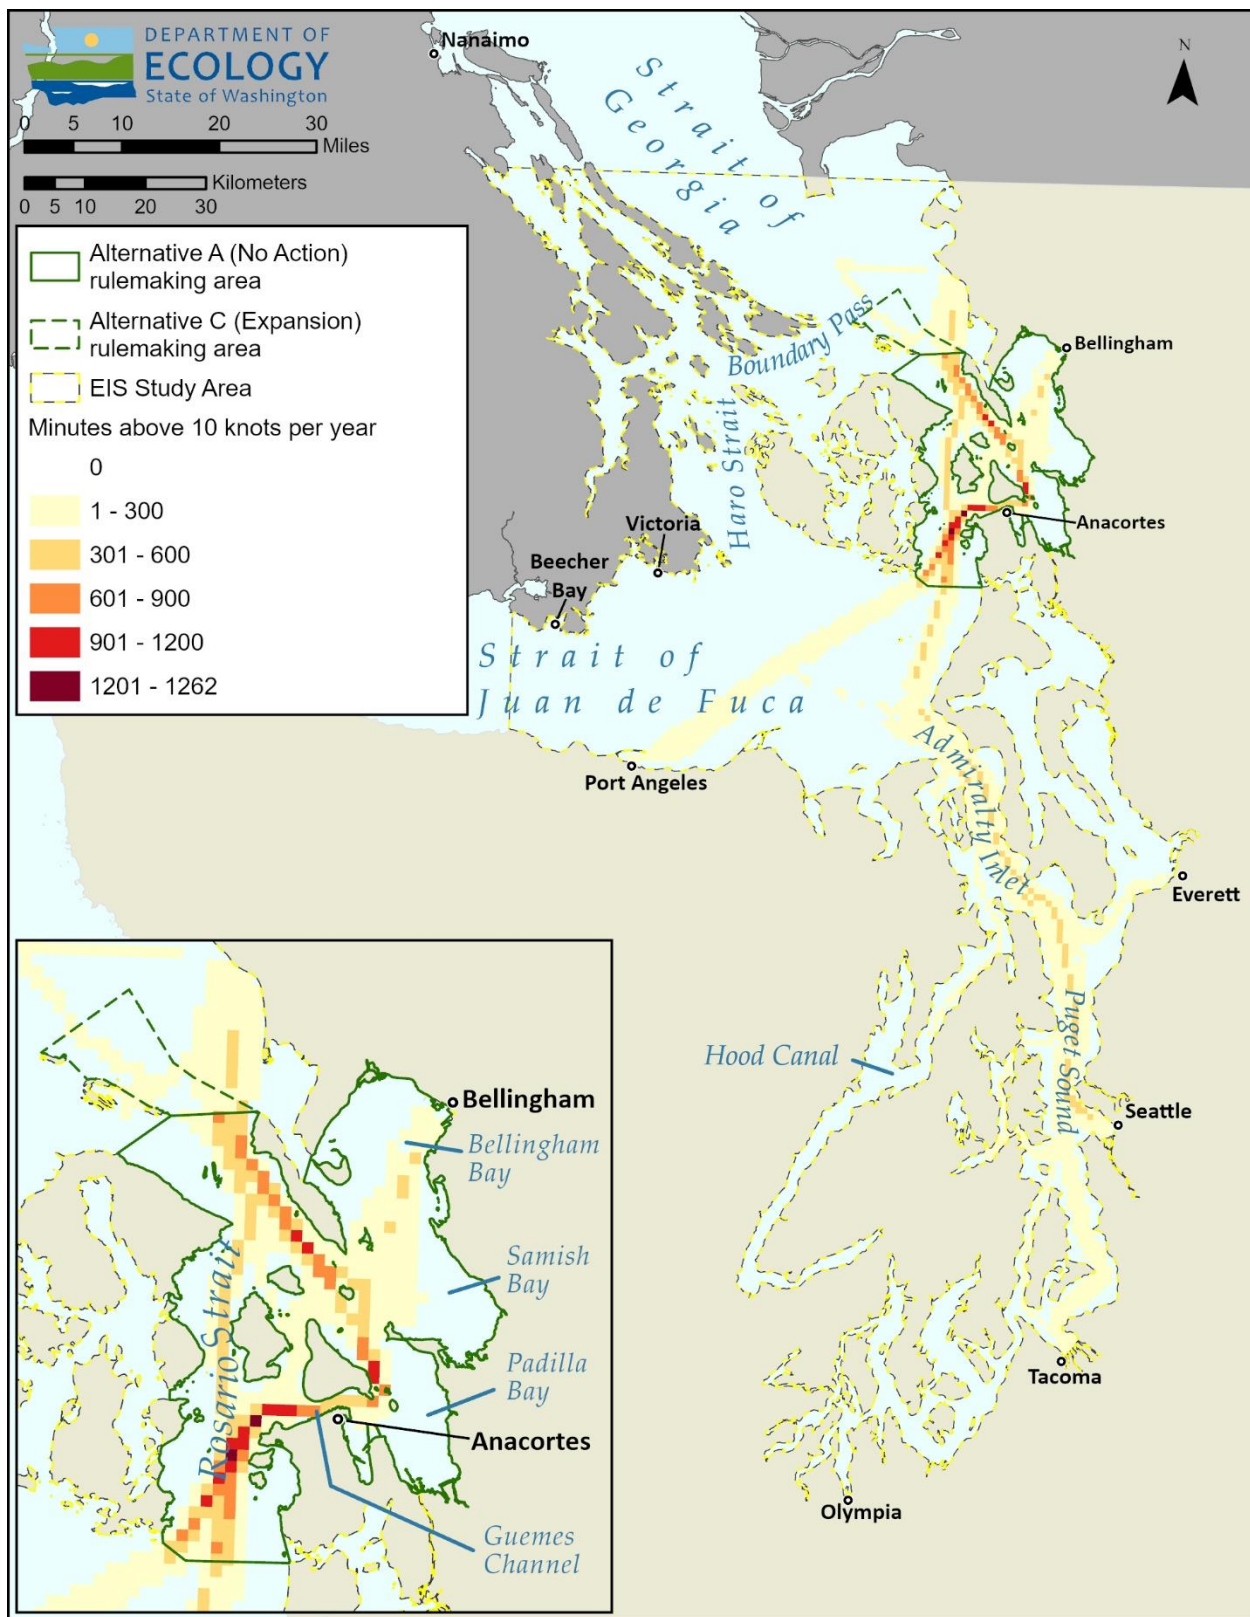 DEPARTMENT OF
ECOLOGY
State of Washington
0 5 10 20 30
Miles
Kilometers
0 5 10 20 30
Alternative A (No Action)
rulemaking area
Alternative C (Expansion)
rulemaking area
EIS Study Area
Minutes above 10 knots per year
0
1 - 300
301 - 600
601 - 900
901 - 1200
1201 - 1262
N
Nanaimo
Strait of
Georgia
Boundary Pass
Bellingham
Haro Strait
Anacortes
Victoria
Beecher
Bay
Strait of
Juan de Fuca
Port Angeles
Admiralty Inlet
Everett
Puget Sound
Hood Canal
Seattle
Tacoma
Olympia
Bellingham
Bellingham
Bay
Samish
Bay
Rosario Strait
Padilla
Bay
Anacortes
Guemes
Channel